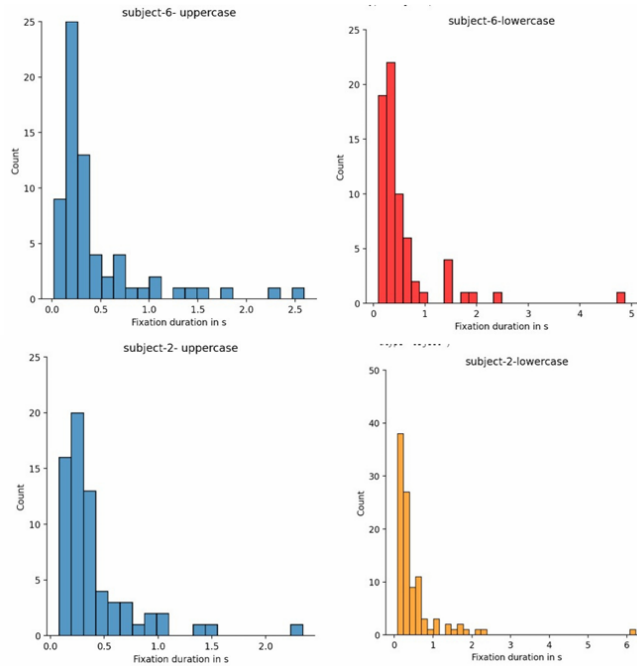 subject-6- uppercase
25
20
15
10
5
0
Count
0.0 0.5 1.0 1.5 2.0 2.5
Fixation duration in s
subject-6-lowercase
25
20
15
10
5
0
Count
0 1 2 3 4 5
Fixation duration in s
subject-2- uppercase
25
20
15
10
5
0
Count
0.0 0.5 1.0 1.5 2.0
Fixation duration in s
subject-2-lowercase
50
40
30
20
10
0
Count
0 1 2 3 4 5 6
Fixation duration in s